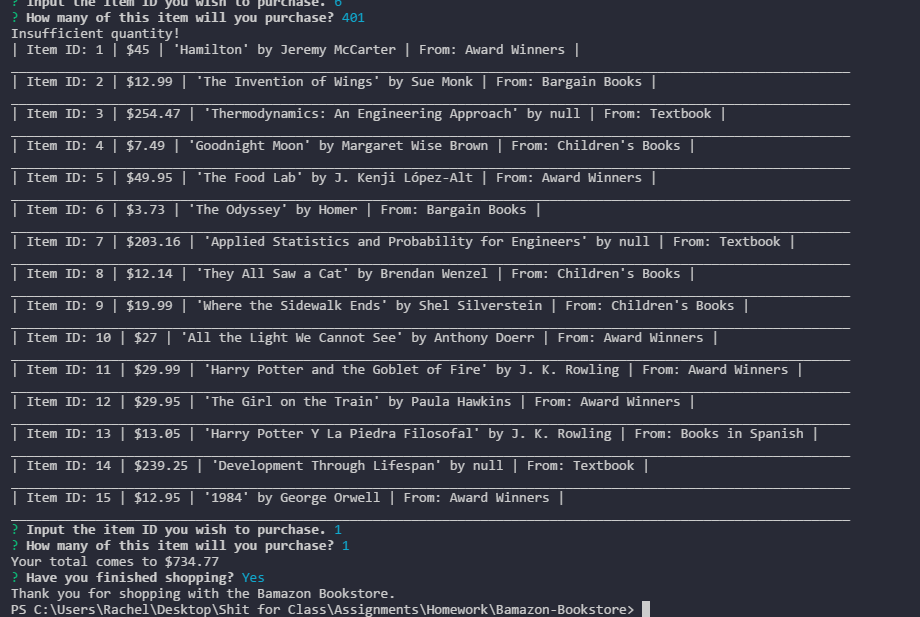 ? Input the item ID you wish to purchase. 6
? How many of this item will you purchase? 401
Insufficient quantity!
| Item ID: 1 | $45 | 'Hamilton' by Jeremy McCarter | From: Award Winners |
| Item ID: 2 | $12.99 | 'The Invention of Wings' by Sue Monk | From: Bargain Books |
| Item ID: 3 | $254.47 | 'Thermodynamics: An Engineering Approach' by null | From: Textbook |
| Item ID: 4 | $7.49 | 'Goodnight Moon' by Margaret Wise Brown | From: Children's Books |
| Item ID: 5 | $49.95 | 'The Food Lab' by J. Kenji López-Alt | From: Award Winners |
| Item ID: 6 | $3.73 | 'The Odyssey' by Homer | From: Bargain Books |
| Item ID: 7 | $203.16 | 'Applied Statistics and Probability for Engineers' by null | From: Textbook |
| Item ID: 8 | $12.14 | 'They All Saw a Cat' by Brendan Wenzel | From: Children's Books |
| Item ID: 9 | $19.99 | 'Where the Sidewalk Ends' by Shel Silverstein | From: Children's Books |
| Item ID: 10 | $27 | 'All the Light We Cannot See' by Anthony Doerr | From: Award Winners |
| Item ID: 11 | $29.99 | 'Harry Potter and the Goblet of Fire' by J. K. Rowling | From: Award Winners |
| Item ID: 12 | $29.95 | 'The Girl on the Train' by Paula Hawkins | From: Award Winners |
| Item ID: 13 | $13.05 | 'Harry Potter Y La Piedra Filosofal' by J. K. Rowling | From: Books in Spanish |
| Item ID: 14 | $239.25 | 'Development Through Lifespan' by null | From: Textbook |
| Item ID: 15 | $12.95 | '1984' by George Orwell | From: Award Winners |
? Input the item ID you wish to purchase. 1
? How many of this item will you purchase? 1
Your total comes to $734.77
? Have you finished shopping? Yes
Thank you for shopping with the Bamazon Bookstore.
PS C:\Users\Rachel\Desktop\Shit for Class\Assignments\Homework\Bamazon-Bookstore>